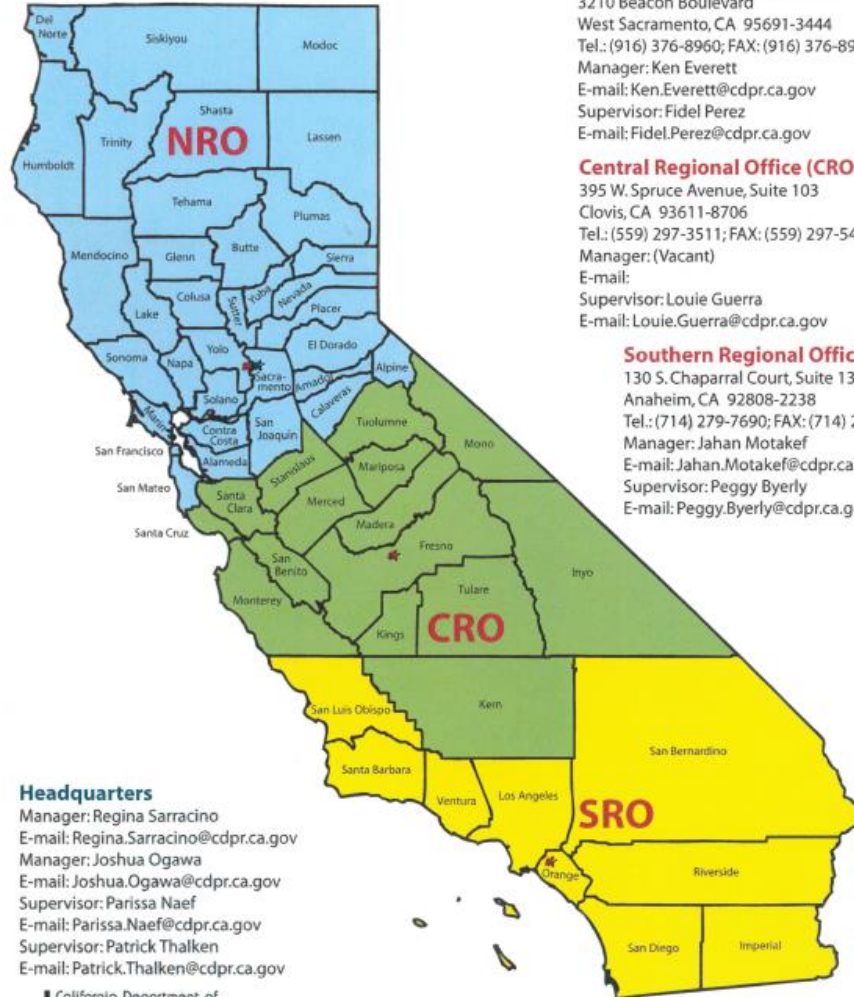 3210 Beacon Boulevard
West Sacramento, CA 95691-3444
Tel.: (916) 376-8960; FAX: (916) 376-89
Manager: Ken Everett
E-mail: Ken.Everett@cdpr.ca.gov
Supervisor: Fidel Perez
E-mail: Fidel.Perez@cdpr.ca.gov
Central Regional Office (CRO
395 W. Spruce Avenue, Suite 103
Clovis, CA 93611-8706
Tel.: (559) 297-3511; FAX: (559) 297-54
Manager: (Vacant)
E-mail:
Supervisor: Louie Guerra
E-mail: Louie.Guerra@cdpr.ca.gov
Southern Regional Offic
130 S. Chaparral Court, Suite 13
Anaheim, CA 92808-2238
Tel.: (714) 279-7690; FAX: (714) 2
Manager: Jahan Motakef
E-mail: Jahan.Motakef@cdpr.ca
Supervisor: Peggy Byerly
E-mail: Peggy.Byerly@cdpr.ca.g
Del
Norte
Siskiyou
Modoc
Shasta
NRO
Trinity
Lassen
Humboldt
Tehama
Plumas
Mendocino
Glenn
Butte
Sierra
Colusa
Yuba
Nevada
Lake
Sutter
Placer
El Dorado
Sonoma
Napa
Yolo
Sacra-
mento
Amador
Alpine
Solano
Calaveras
Marin
Contra
Costa
San
Joaquin
Tuolumne
San Francisco
Alameda
Mono
Stanislaus
San Mateo
Santa
Clara
Mariposa
Merced
Santa Cruz
Madera
Fresno
San
Benito
Inyo
Tulare
Monterey
Kings
CRO
Kern
San Luis Obispo
San Bernardino
Santa Barbara
Ventura
Los Angeles
SRO
Orange
Riverside
San Diego
Imperial
Headquarters
Manager: Regina Sarracino
E-mail: Regina.Sarracino@cdpr.ca.gov
Manager: Joshua Ogawa
E-mail: Joshua.Ogawa@cdpr.ca.gov
Supervisor: Parissa Naef
E-mail: Parissa.Naef@cdpr.ca.gov
Supervisor: Patrick Thalken
E-mail: Patrick.Thalken@cdpr.ca.gov
California Department of